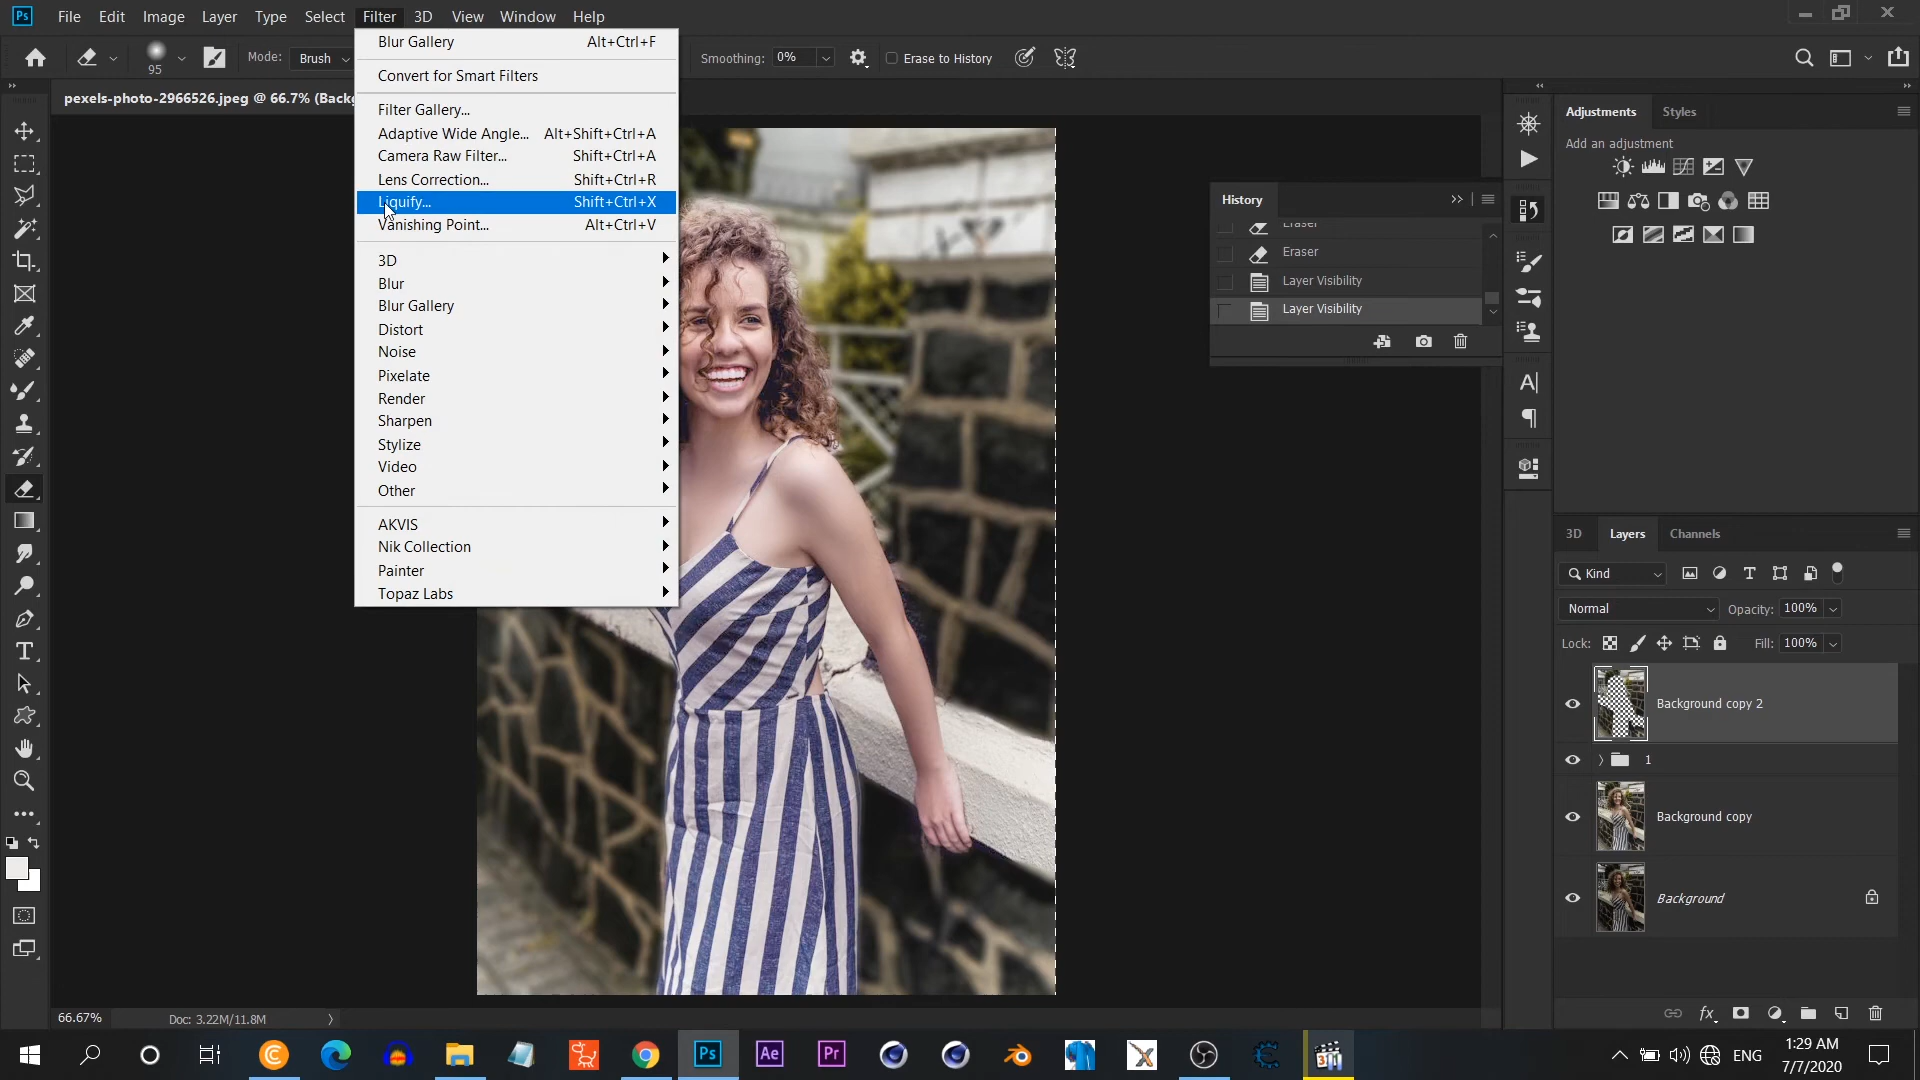 Ps File Edit Image Layer Type Select Filter 3D View Window Help
95 Mode: Brush Smoothing: 0% Erase to History
pexels-photo-2966526.jpeg @ 66.7% (Backg
Blur Gallery Alt+Ctrl+F
Convert for Smart Filters
Filter Gallery...
Adaptive Wide Angle... Alt+Shift+Ctrl+A
Camera Raw Filter... Shift+Ctrl+A
Lens Correction... Shift+Ctrl+R
Liquify... Shift+Ctrl+X
Vanishing Point... Alt+Ctrl+V
3D
Blur
Blur Gallery
Distort
Noise
Pixelate
Render
Sharpen
Stylize
Video
Other
AKVIS
Nik Collection
Painter
Topaz Labs
History
Eraser
Eraser
Layer Visibility
Layer Visibility
Adjustments Styles
Add an adjustment
3D Layers Channels
Kind
Normal Opacity: 100%
Lock: Fill: 100%
Background copy 2
1
Background copy
Background
66.67% Doc: 3.22M/11.8M
Ps Ae Pr ENG 1:29 AM
7/7/2020